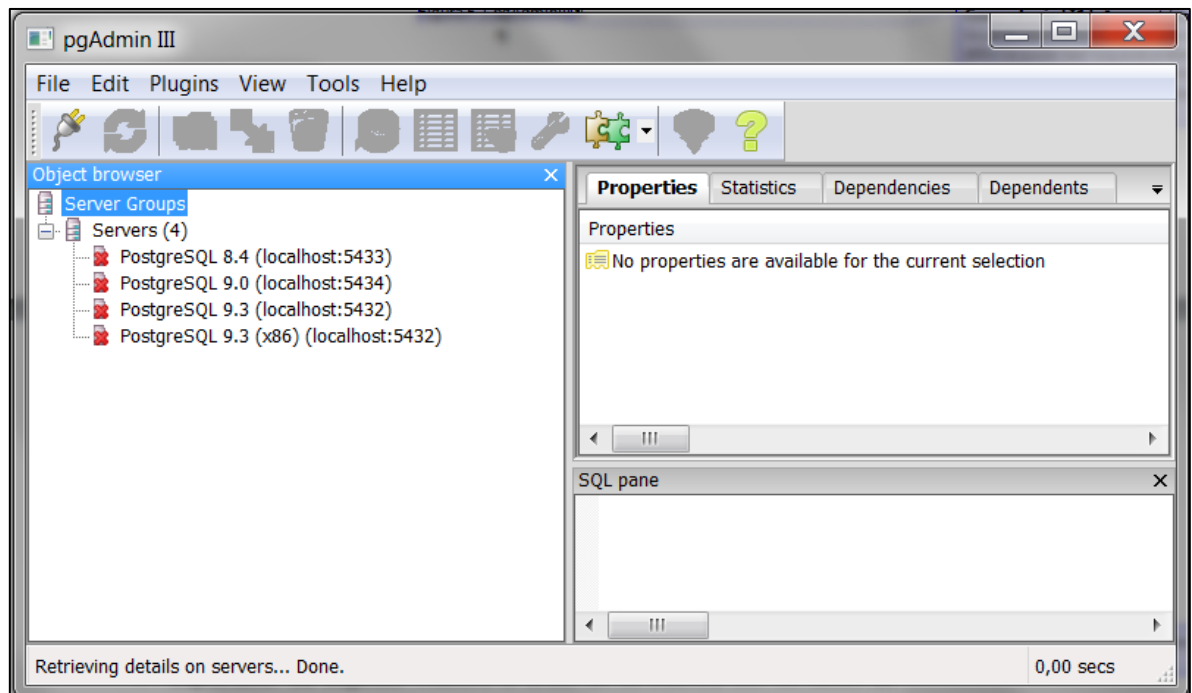 pgAdmin III
File Edit Plugins View Tools Help
Object browser
Server Groups
Servers (4)
PostgreSQL 8.4 (localhost:5433)
PostgreSQL 9.0 (localhost:5434)
PostgreSQL 9.3 (localhost:5432)
PostgreSQL 9.3 (x86) (localhost:5432)
Properties Statistics Dependencies Dependents
Properties
No properties are available for the current selection
SQL pane
Retrieving details on servers... Done.
0,00 secs